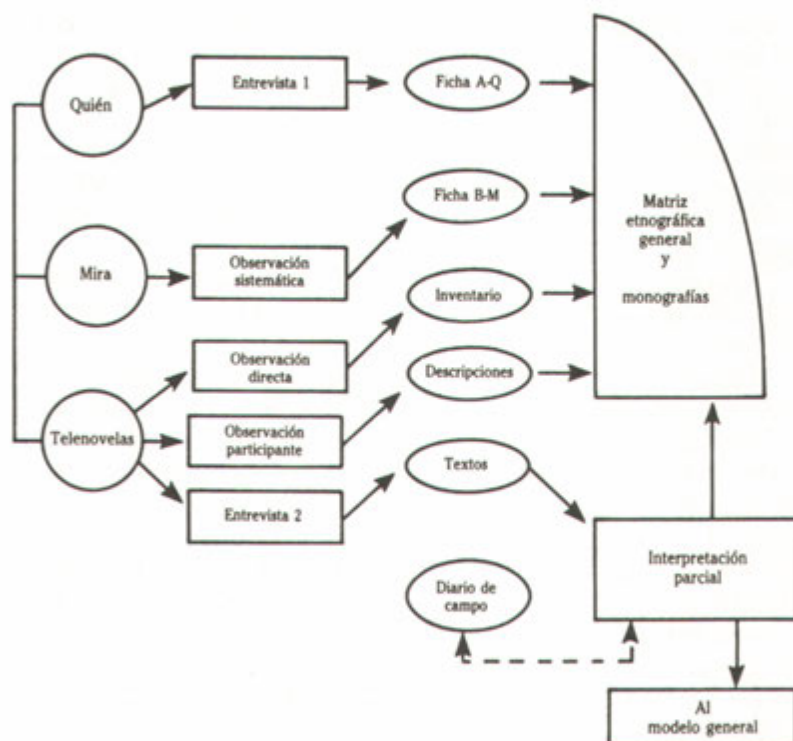 Quién
Entrevista 1
Ficha A-Q
Ficha B-M
Matriz
etnográfica
general
y
monografías
Mira
Observación
sistemática
Inventario
Observación
directa
Descripciones
Telenovelas
Observación
participante
Textos
Entrevista 2
Interpretación
parcial
Diario de
campo
Al
modelo general